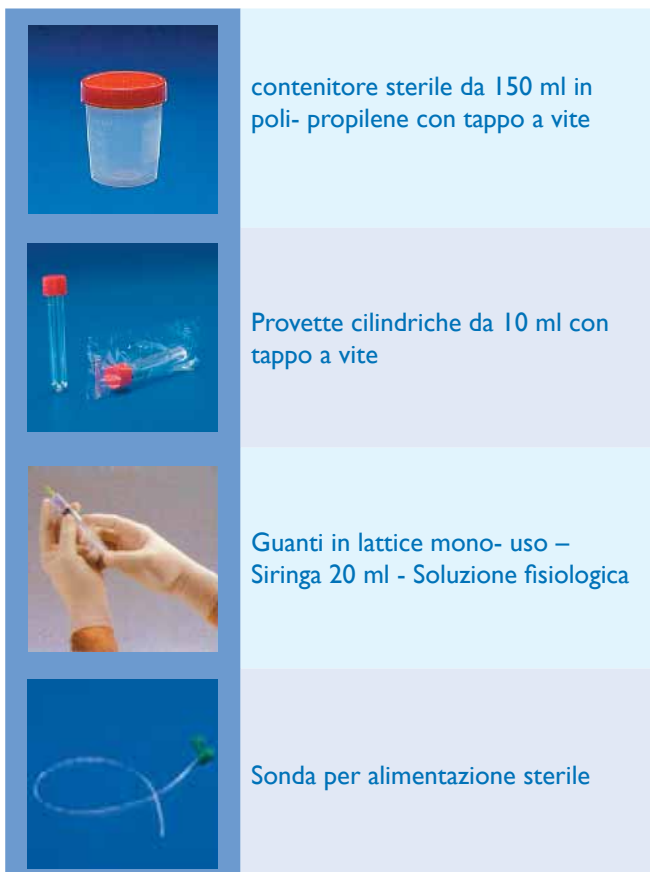 contenitore sterile da 150 ml in
poli- propilene con tappo a vite
Provette cilindriche da 10 ml con
tappo a vite
Guanti in lattice mono- uso –
Siringa 20 ml - Soluzione fisiologica
Sonda per alimentazione sterile